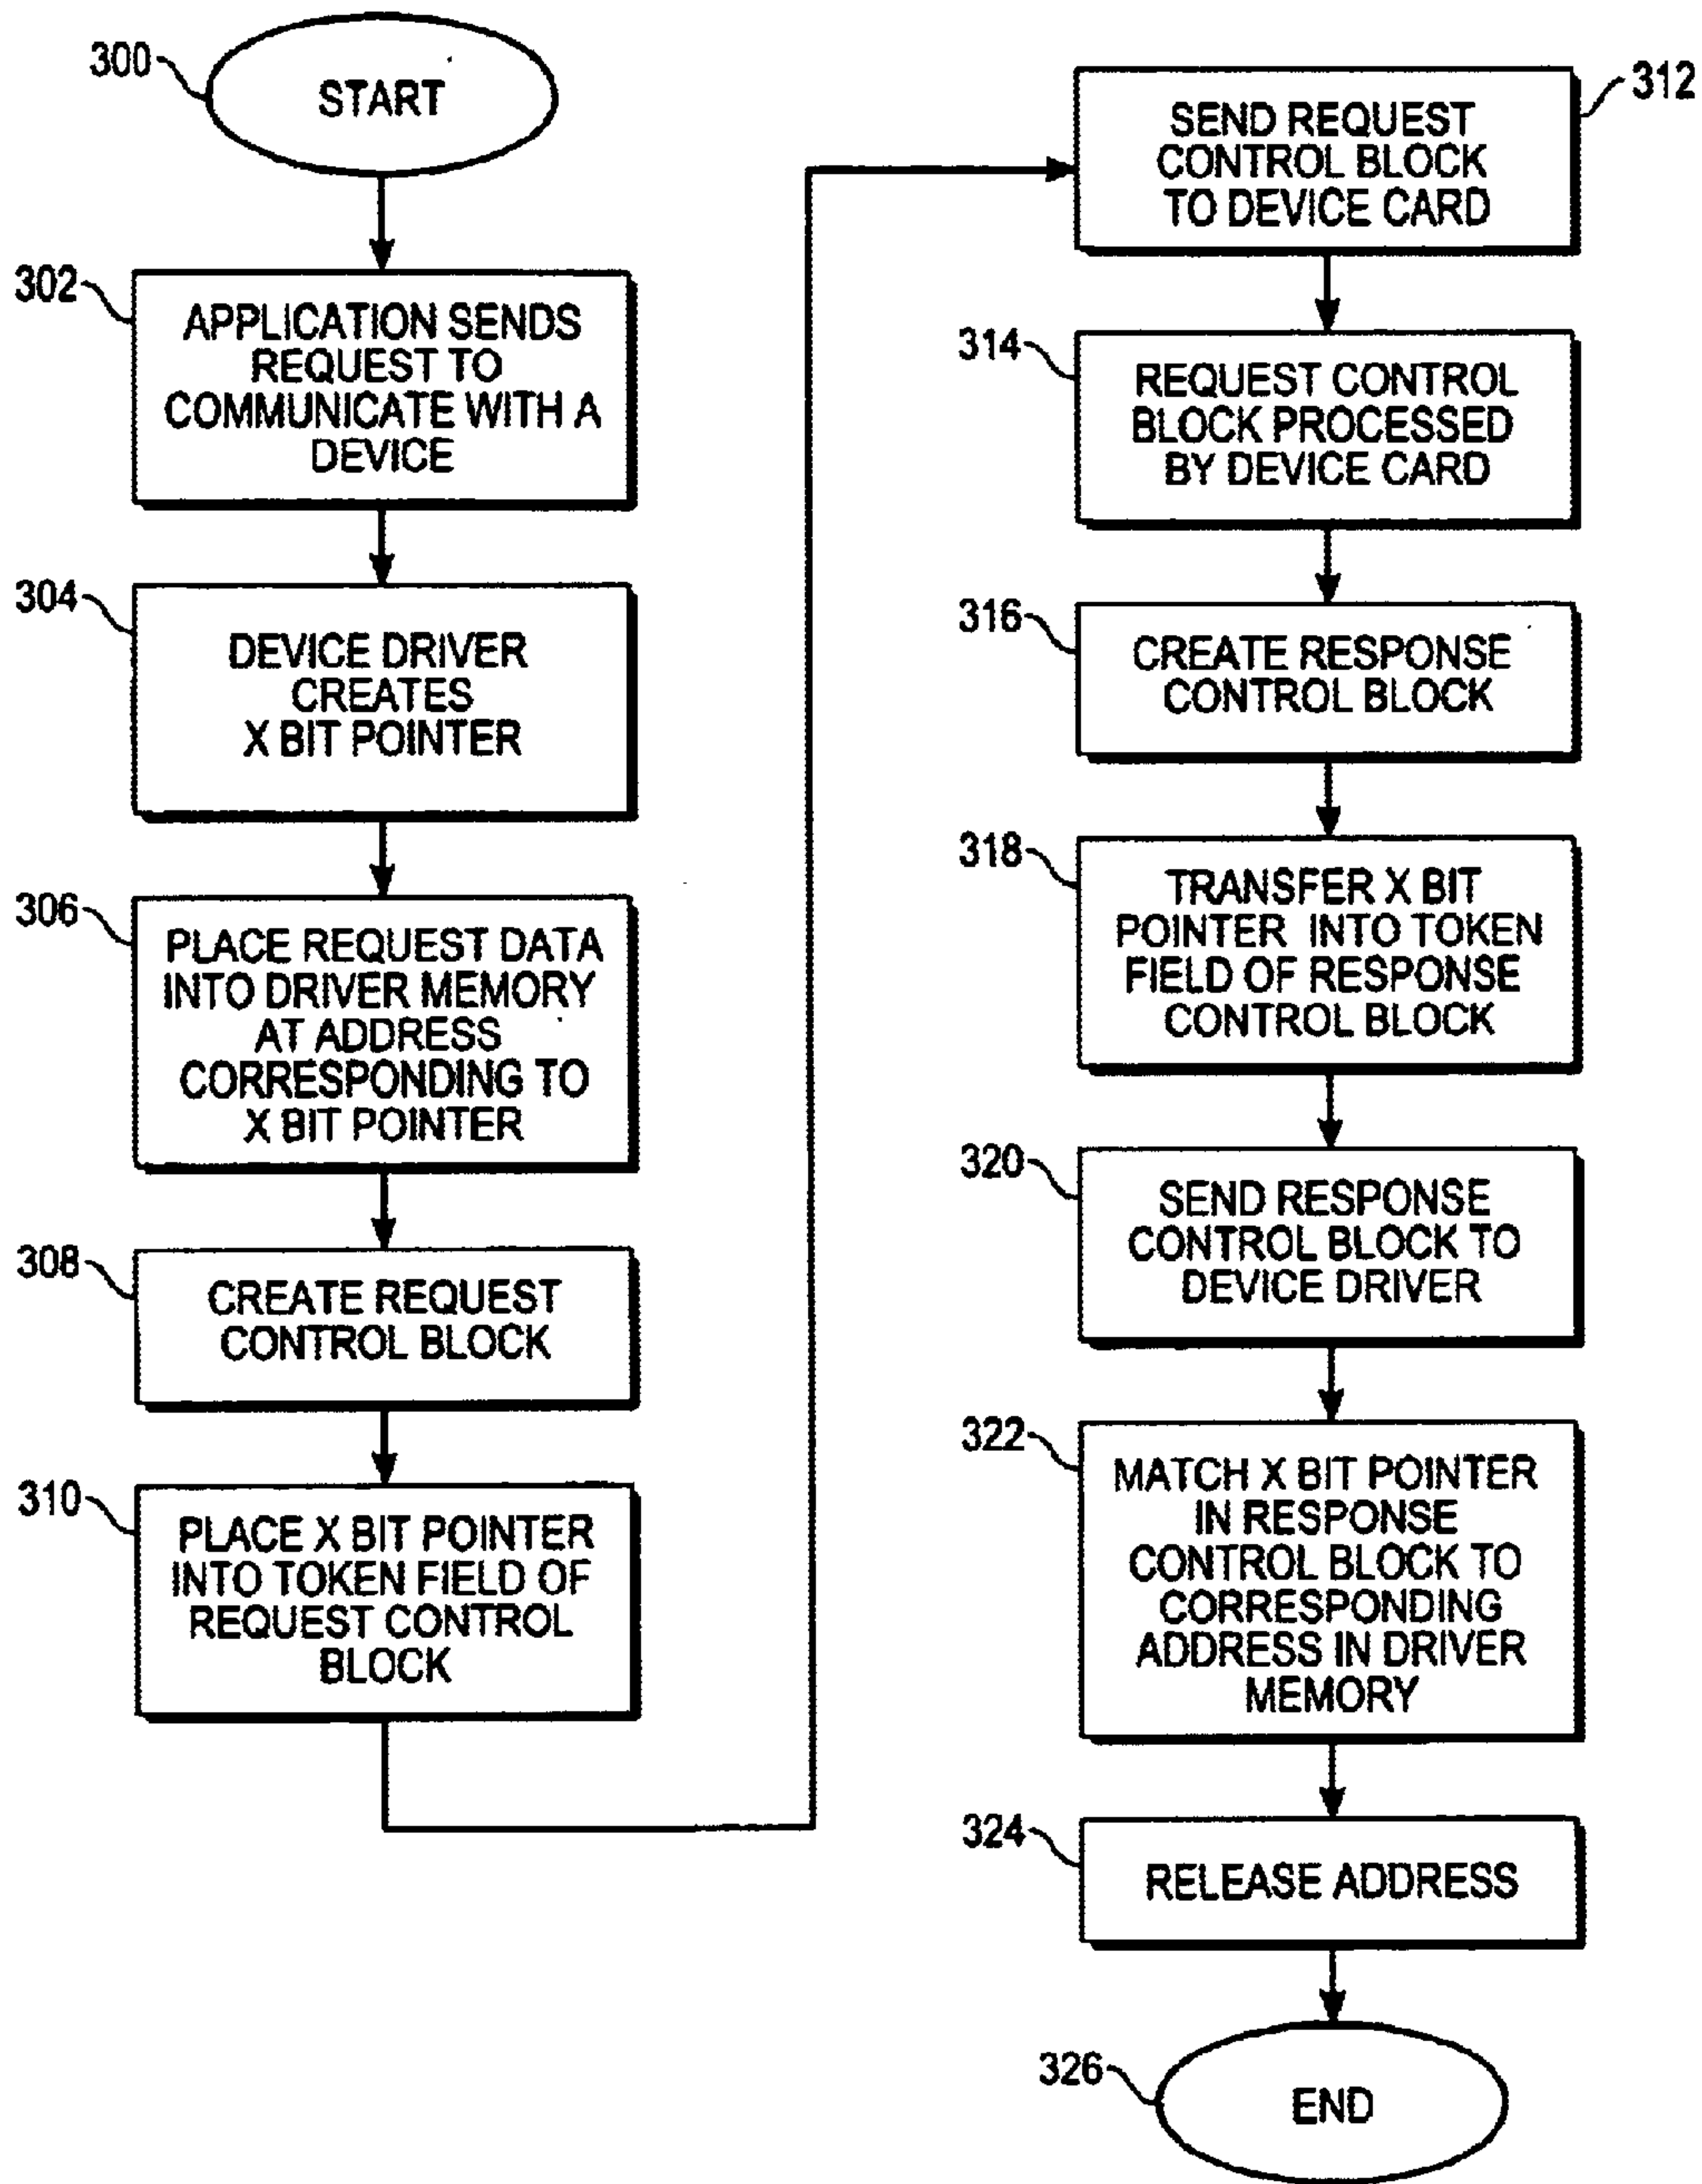 300
START
302
APPLICATION SENDS
REQUEST TO
COMMUNICATE WITH A
DEVICE
304
DEVICE DRIVER
CREATES
X BIT POINTER
306
PLACE REQUEST DATA
INTO DRIVER MEMORY
AT ADDRESS
CORRESPONDING TO
X BIT POINTER
308
CREATE REQUEST
CONTROL BLOCK
310
PLACE X BIT POINTER
INTO TOKEN FIELD OF
REQUEST CONTROL
BLOCK
312
SEND REQUEST
CONTROL BLOCK
TO DEVICE CARD
314
REQUEST CONTROL
BLOCK PROCESSED
BY DEVICE CARD
316
CREATE RESPONSE
CONTROL BLOCK
318
TRANSFER X BIT
POINTER INTO TOKEN
FIELD OF RESPONSE
CONTROL BLOCK
320
SEND RESPONSE
CONTROL BLOCK TO
DEVICE DRIVER
322
MATCH X BIT POINTER
IN RESPONSE
CONTROL BLOCK TO
CORRESPONDING
ADDRESS IN DRIVER
MEMORY
324
RELEASE ADDRESS
326
END